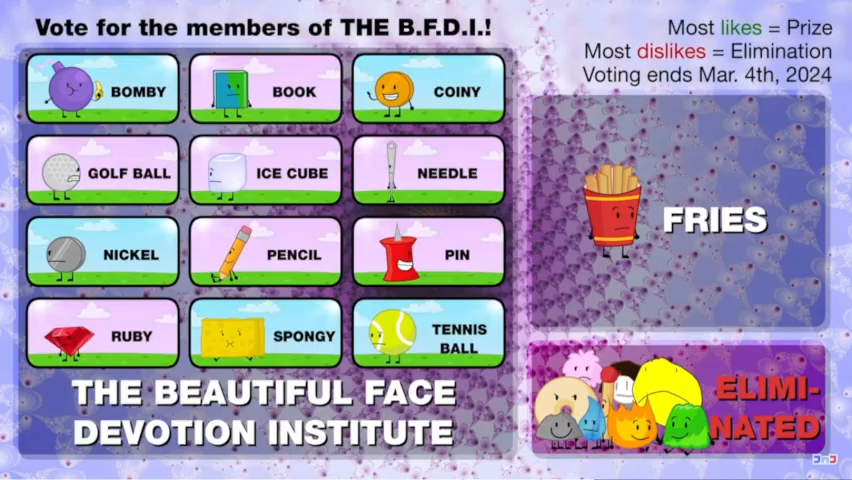 Vote for the members of THE B.F.D.I.!
Most likes = Prize
Most dislikes = Elimination
Voting ends Mar. 4th, 2024
BOMBY
BOOK
COINY
GOLF BALL
ICE CUBE
NEEDLE
NICKEL
PENCIL
PIN
RUBY
SPONGY
TENNIS
BALL
THE BEAUTIFUL FACE
DEVOTION INSTITUTE
FRIES
ELIMI-
NATED